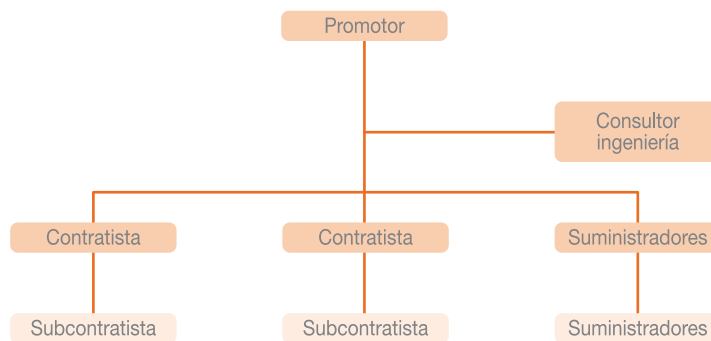 Promotor
Consultor
ingeniería
Contratista
Contratista
Suministradores
Subcontratista
Subcontratista
Suministradores